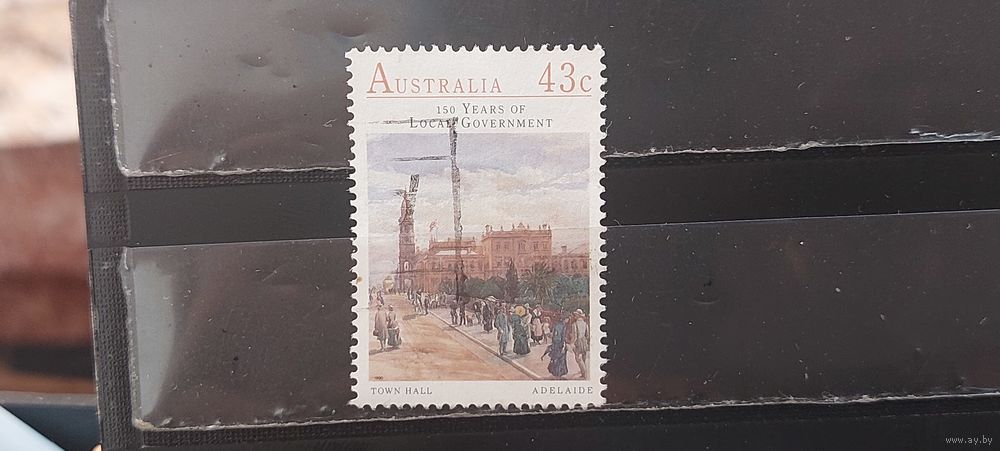 AUSTRALIA 43c
150 YEARS OF
LOCAL GOVERNMENT
TOWN HALL ADELAIDE
www.ay.by